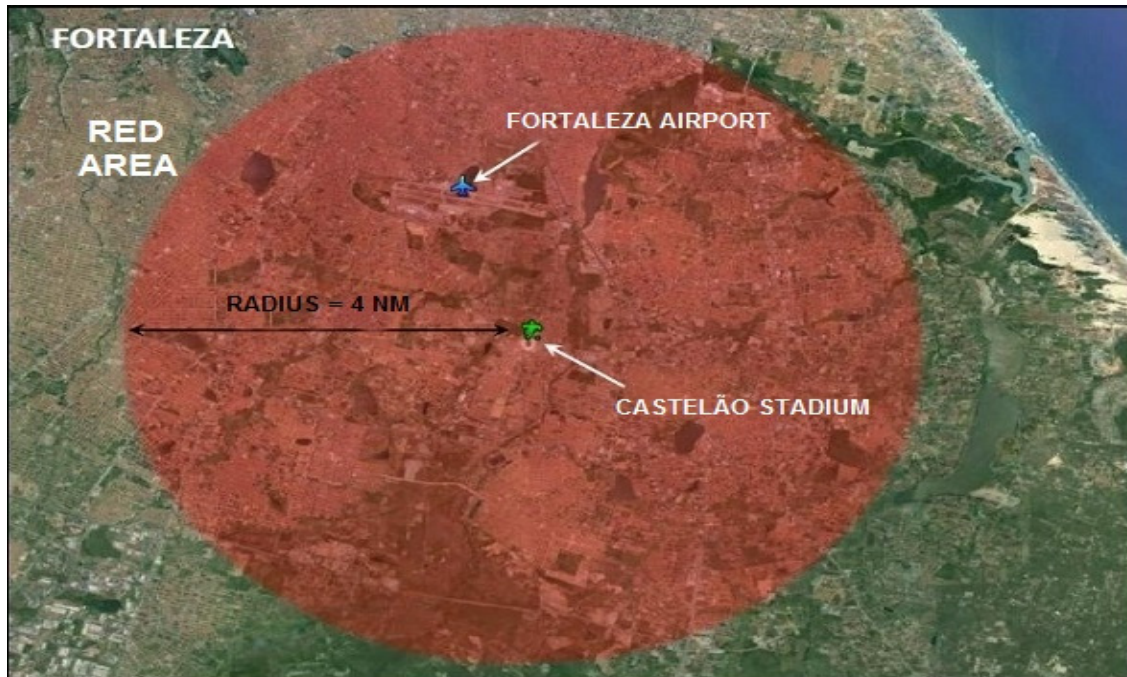 FORTALEZA
RED
AREA
FORTALEZA AIRPORT
RADIUS = 4 NM
CASTELÃO STADIUM